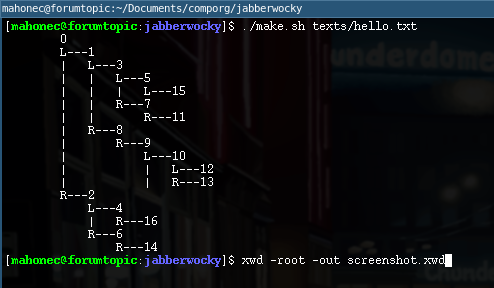 mahonec@forumtopic:~/Documents/comporg/jabberwocky
[mahonec@forumtopic:jabberwocky]$ ./make.sh texts/hello.txt
        0
        L---1
        |   L---3
        |   |   L---5
        |   |   |   L---15
        |   |   R---7
        |   |       R---11
        |   R---8
        |       R---9
        |           L---10
        |           |   L---12
        |           |   R---13
        R---2
            L---4
            |   R---16
            R---6
                R---14
[mahonec@forumtopic:jabberwocky]$ xwd -root -out screenshot.xwd